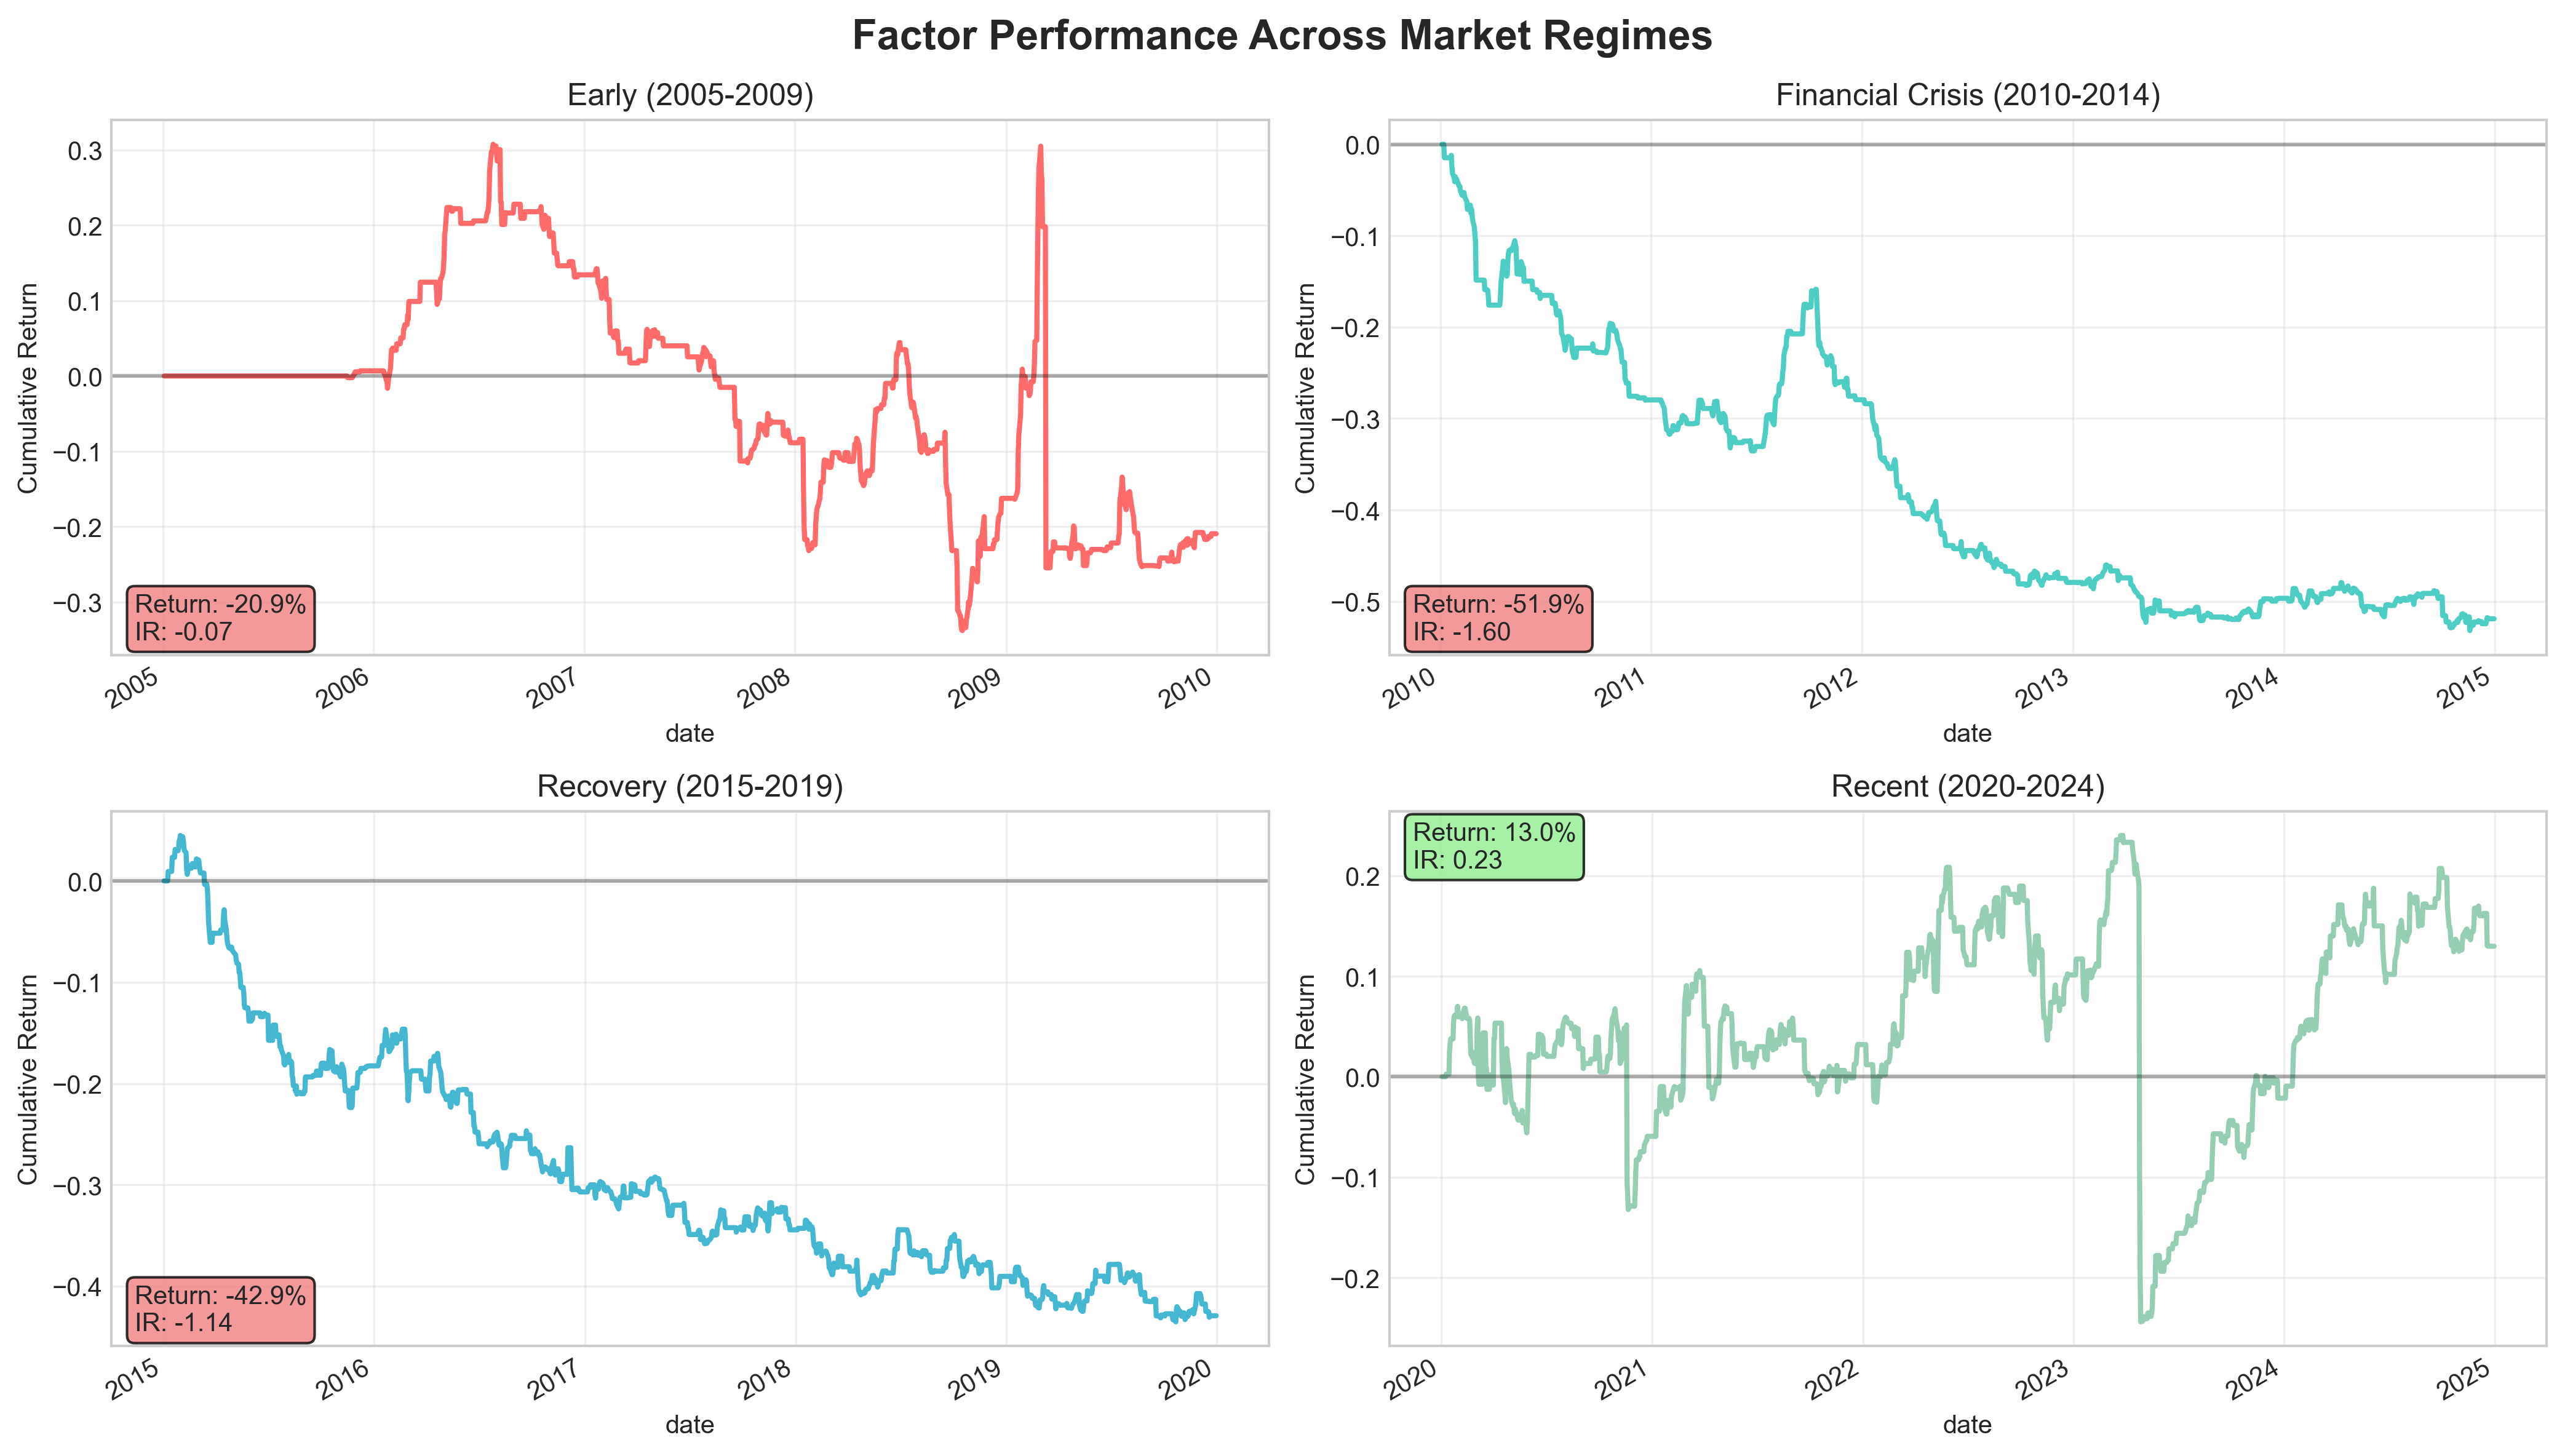 Factor Performance Across Market Regimes
Early (2005-2009)
Cumulative Return
0.3
0.2
0.1
0.0
−0.1
−0.2
−0.3
Return: -20.9%
IR: -0.07
2005
2006
2007
2008
2009
2010
date
Financial Crisis (2010-2014)
Cumulative Return
0.0
−0.1
−0.2
−0.3
−0.4
−0.5
Return: -51.9%
IR: -1.60
2010
2011
2012
2013
2014
2015
date
Recovery (2015-2019)
Cumulative Return
0.0
−0.1
−0.2
−0.3
−0.4
Return: -42.9%
IR: -1.14
2015
2016
2017
2018
2019
2020
date
Recent (2020-2024)
Return: 13.0%
IR: 0.23
Cumulative Return
0.2
0.1
0.0
−0.1
−0.2
2020
2021
2022
2023
2024
2025
date